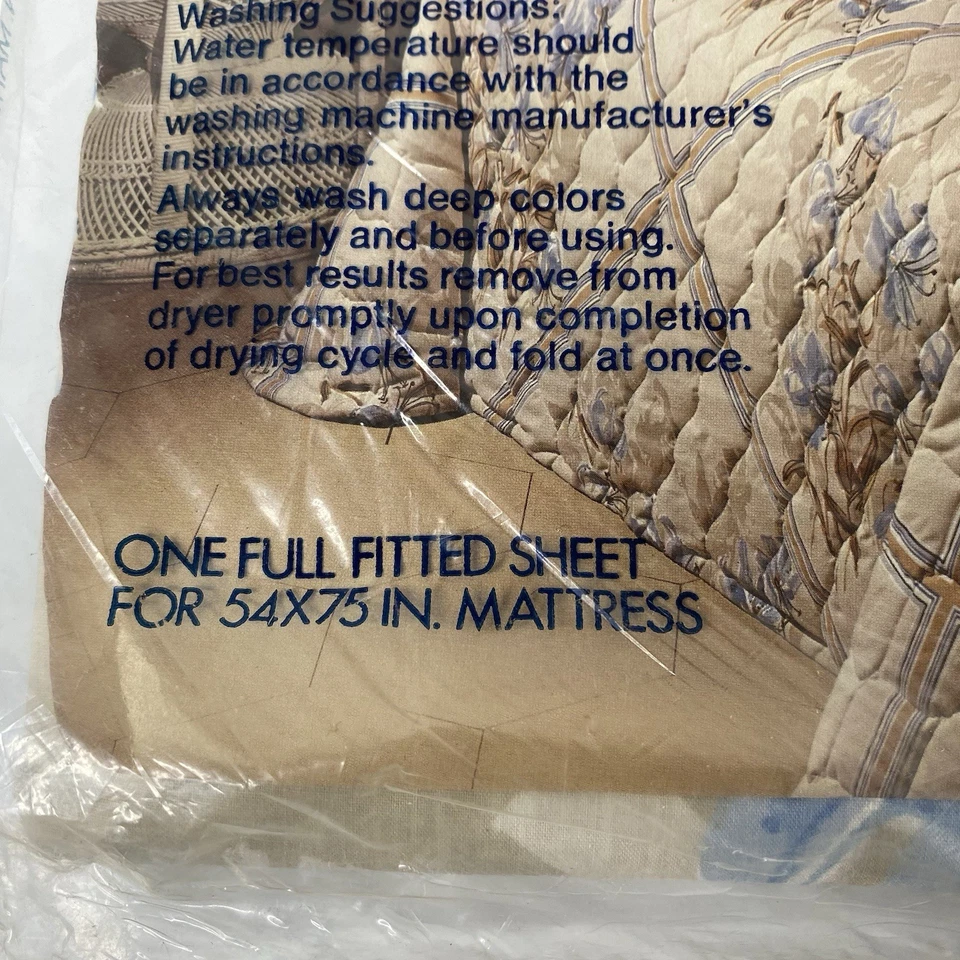 Washing Suggestions:
Water temperature should
be in accordance with the
washing machine manufacturer's
instructions.
Always wash deep colors
separately and before using.
For best results remove from
dryer promptly upon completion
of drying cycle and fold at once.
ONE FULL FITTED SHEET
FOR 54X75 IN. MATTRESS